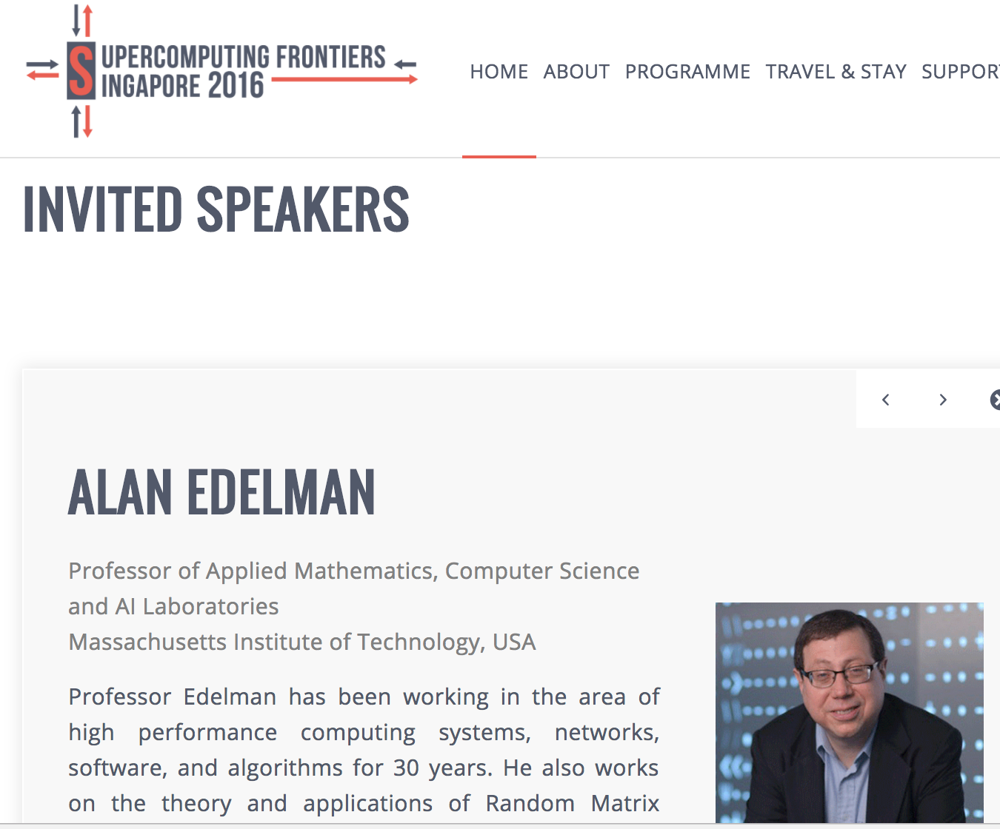 SUPERCOMPUTING FRONTIERS
SINGAPORE 2016
HOME ABOUT PROGRAMME TRAVEL & STAY SUPPORT
INVITED SPEAKERS
ALAN EDELMAN
Professor of Applied Mathematics, Computer Science
and AI Laboratories
Massachusetts Institute of Technology, USA
Professor Edelman has been working in the area of
high performance computing systems, networks,
software, and algorithms for 30 years. He also works
on the theory and applications of Random Matrix